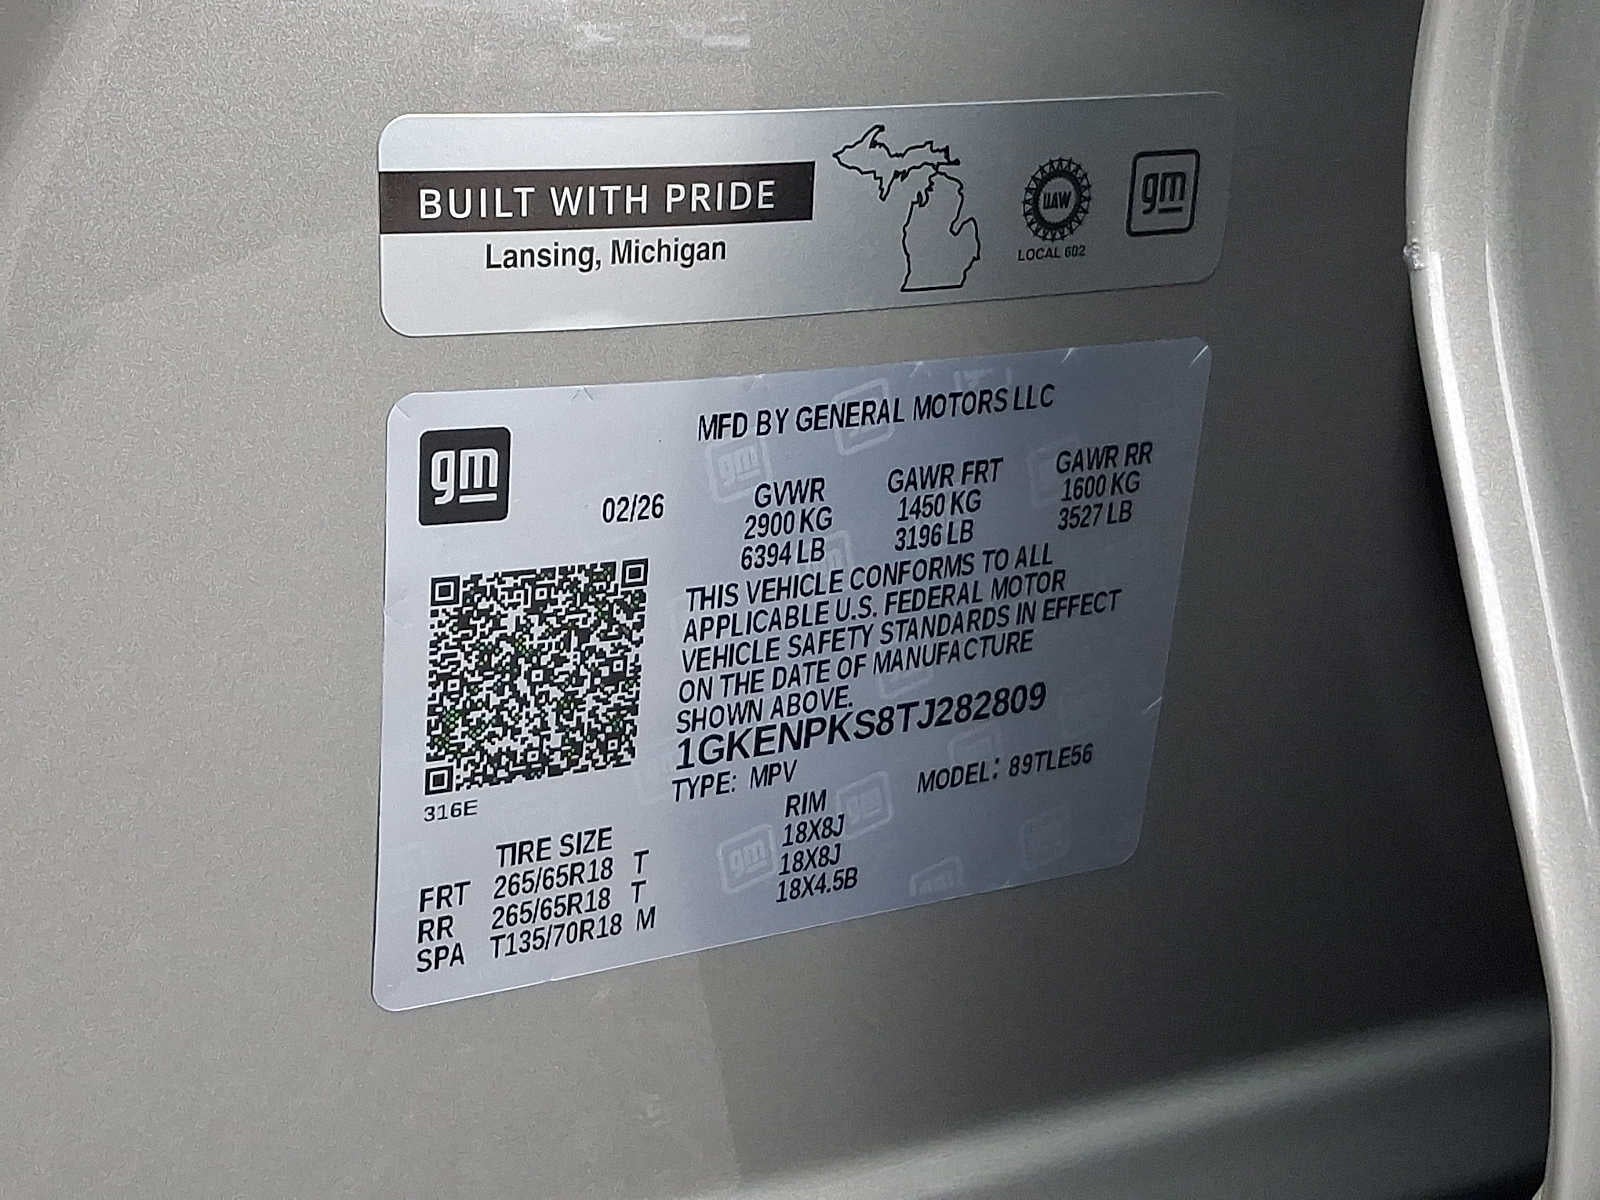 BUILT WITH PRIDE
Lansing, Michigan
UAW
LOCAL 602
gm
gm
MFD BY GENERAL MOTORS LLC
02/26
GVWR GAWR FRT GAWR RR
2900 KG 1450 KG 1600 KG
6394 LB 3196 LB 3527 LB
THIS VEHICLE CONFORMS TO ALL
APPLICABLE U.S. FEDERAL MOTOR
VEHICLE SAFETY STANDARDS IN EFFECT
ON THE DATE OF MANUFACTURE
SHOWN ABOVE.
1GKENPKS8TJ282809
TYPE: MPV MODEL: 89TLE56
316E
TIRE SIZE RIM
FRT 265/65R18 T 18X8J
RR 265/65R18 T 18X8J
SPA T135/70R18 M 18X4.5B